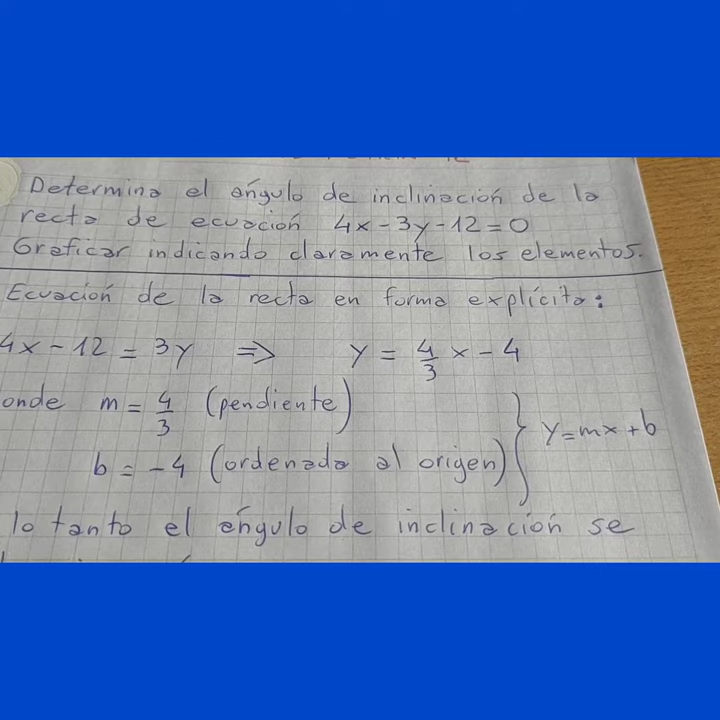 Determina el ángulo de inclinación de la
recta de ecuación 4x-3y-12=0
Graficar indicando claramente los elementos.
Ecuación de la recta en forma explícita:
4x-12 = 3y ⇒ y = 4/3 x - 4
onde m = 4/3 (pendiente)
b = -4 (ordenada al origen) } y=mx+b
lo tanto el ángulo de inclinación se